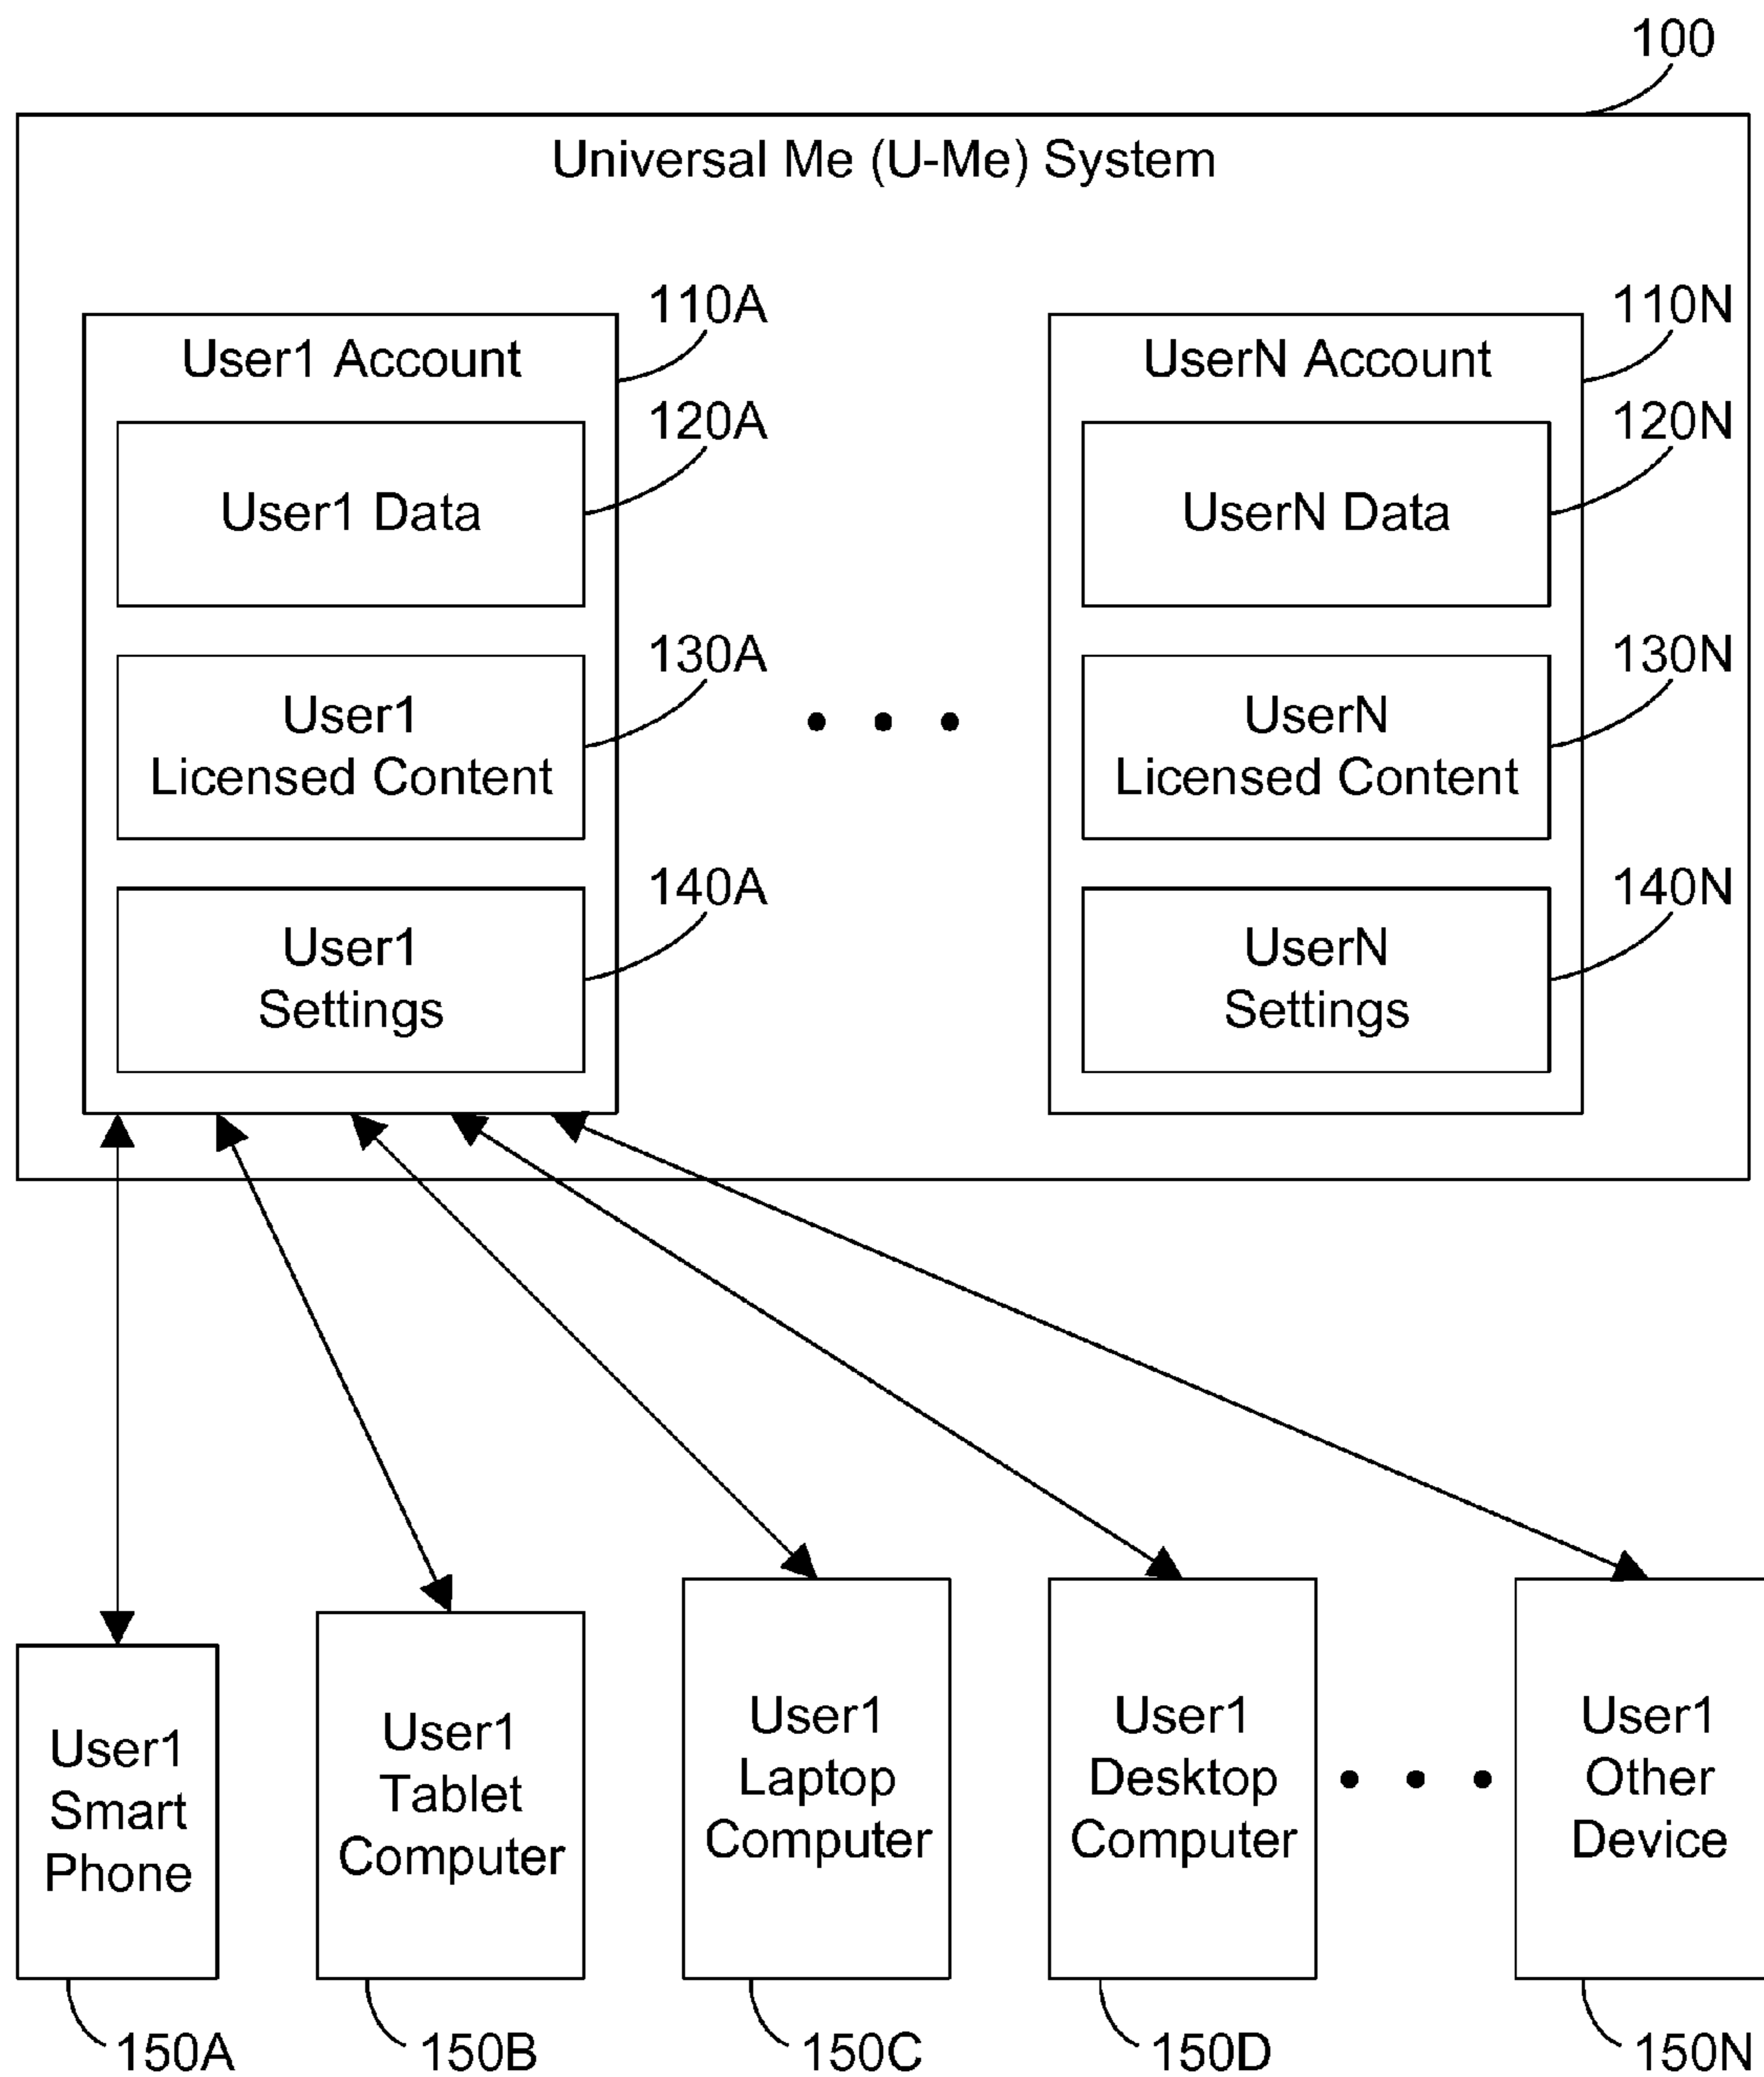 100
Universal Me (U-Me) System
110A
User1 Account
120A
User1 Data
130A
User1
Licensed Content
140A
User1
Settings
110N
UserN Account
120N
UserN Data
130N
UserN
Licensed Content
140N
UserN
Settings
User1
Smart
Phone
150A
User1
Tablet
Computer
150B
User1
Laptop
Computer
150C
User1
Desktop
Computer
150D
User1
Other
Device
150N